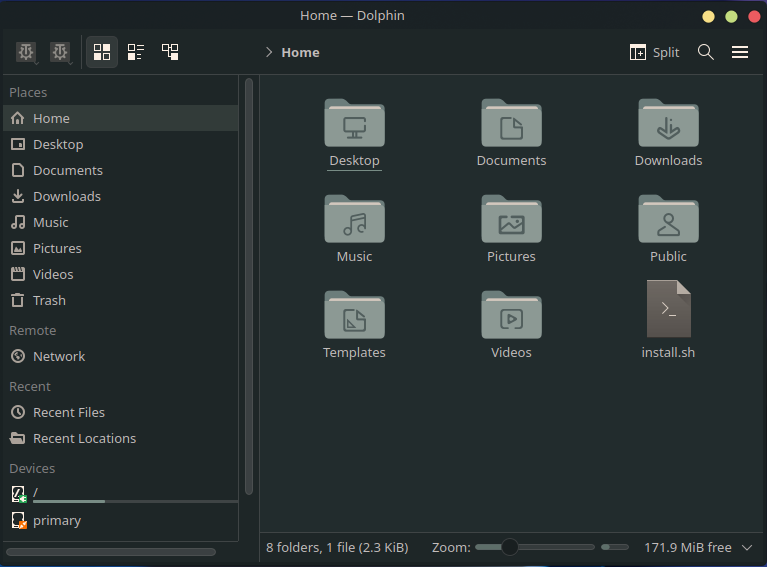 Home — Dolphin
Split
Home
Places
Home
Desktop
Documents
Downloads
Music
Pictures
Videos
Trash
Remote
Network
Recent
Recent Files
Recent Locations
Devices
/
primary
Desktop
Documents
Downloads
Music
Pictures
Public
Templates
Videos
install.sh
8 folders, 1 file (2.3 KiB)
Zoom:
171.9 MiB free